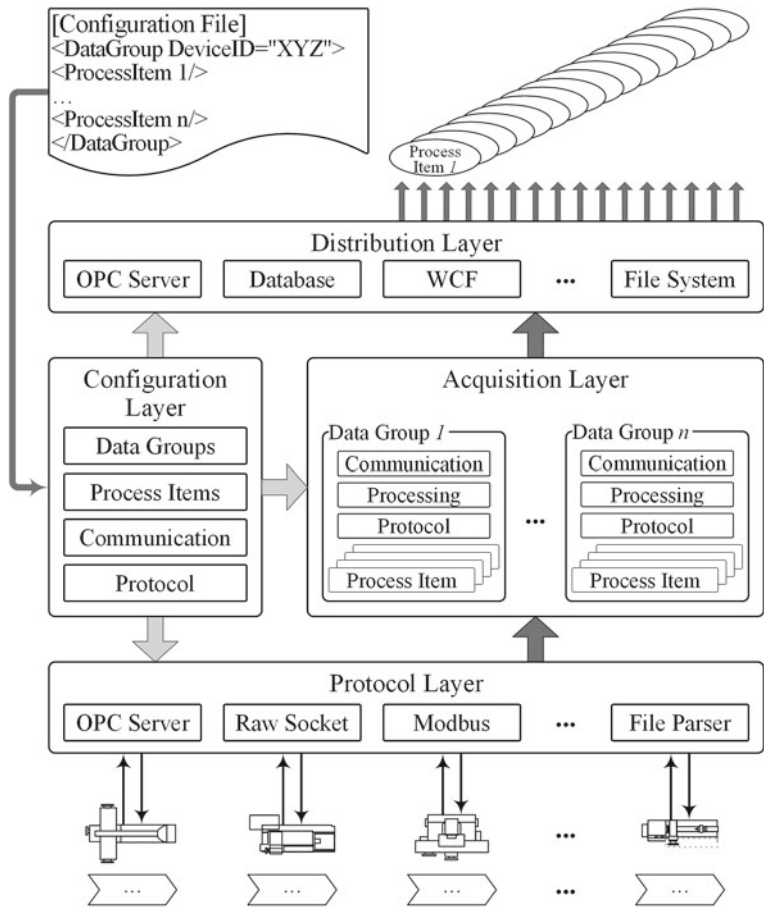 [Configuration File]
<DataGroup DeviceID="XYZ">
<ProcessItem 1/>
...
<ProcessItem n/>
</DataGroup>
Process
Item 1
Distribution Layer
OPC Server
Database
WCF
...
File System
Configuration
Layer
Data Groups
Process Items
Communication
Protocol
Acquisition Layer
Data Group 1
Communication
Processing
Protocol
Process Item
...
Data Group n
Communication
Processing
Protocol
Process Item
Protocol Layer
OPC Server
Raw Socket
Modbus
...
File Parser
...
...
...
...
...
...